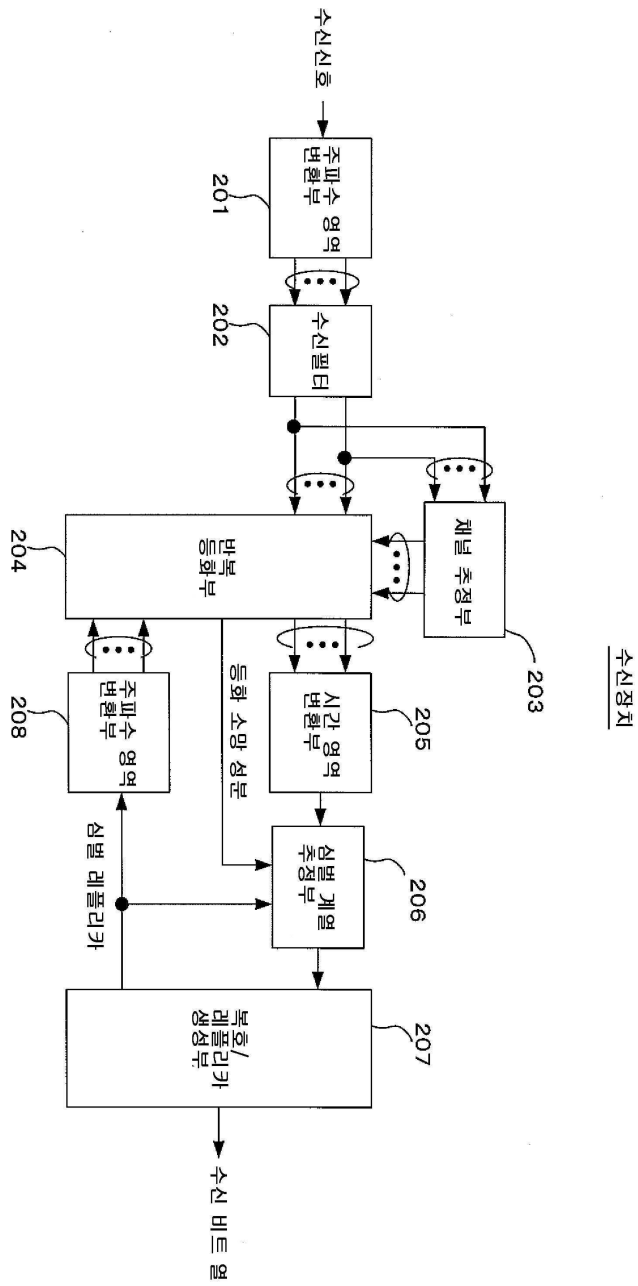 수신장치
수신신호
주파수 영역
변환부
201
수신필터
202
채널 추정부
203
반복
등화부
204
시간 영역
변환부
205
등화 소망 성분
심벌 계열
추정부
206
복호/
레플리카
생성부
207
주파수 영역
변환부
208
심벌 레플리카
수신 비트 열